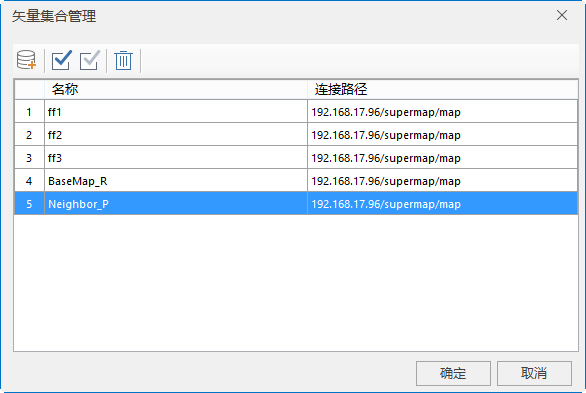 矢量集合管理
名称 连接路径
1 ff1 192.168.17.96/supermap/map
2 ff2 192.168.17.96/supermap/map
3 ff3 192.168.17.96/supermap/map
4 BaseMap_R 192.168.17.96/supermap/map
5 Neighbor_P 192.168.17.96/supermap/map
确定 取消